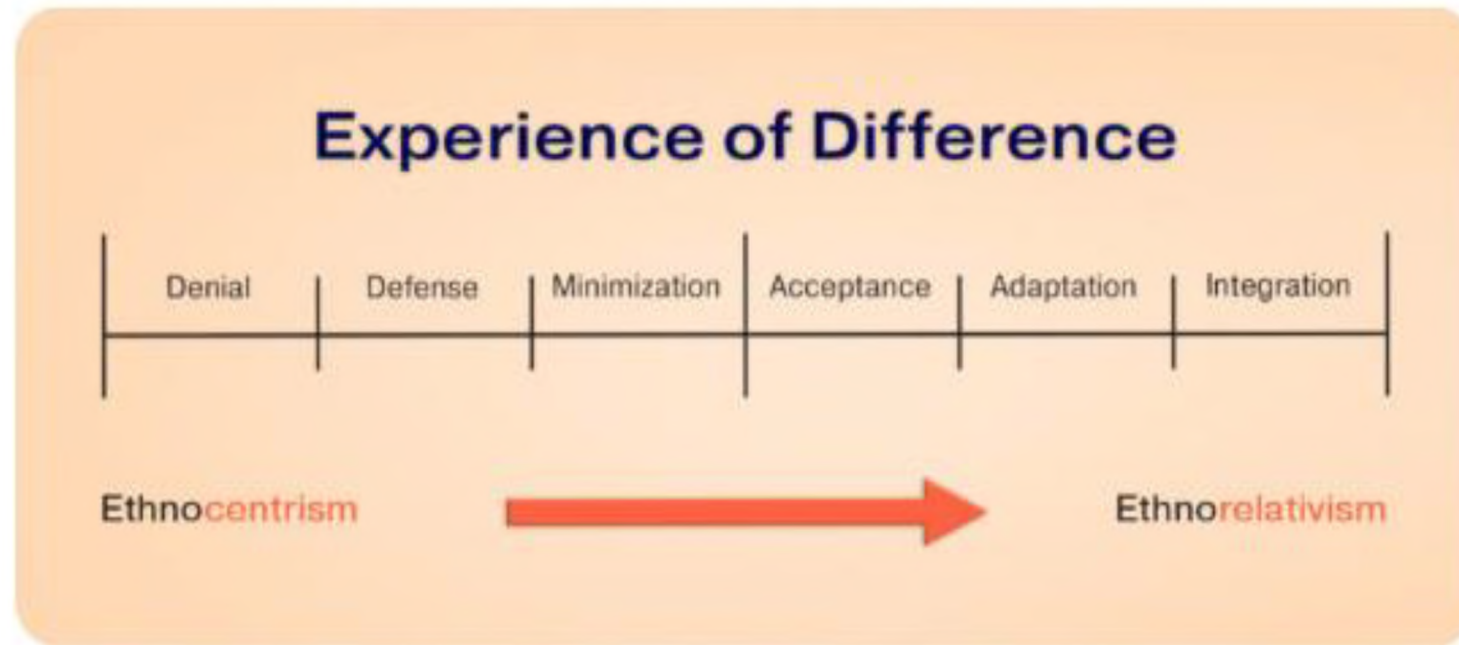 Experience of Difference
Denial Defense Minimization Acceptance Adaptation Integration
Ethnocentrism Ethnorelativism